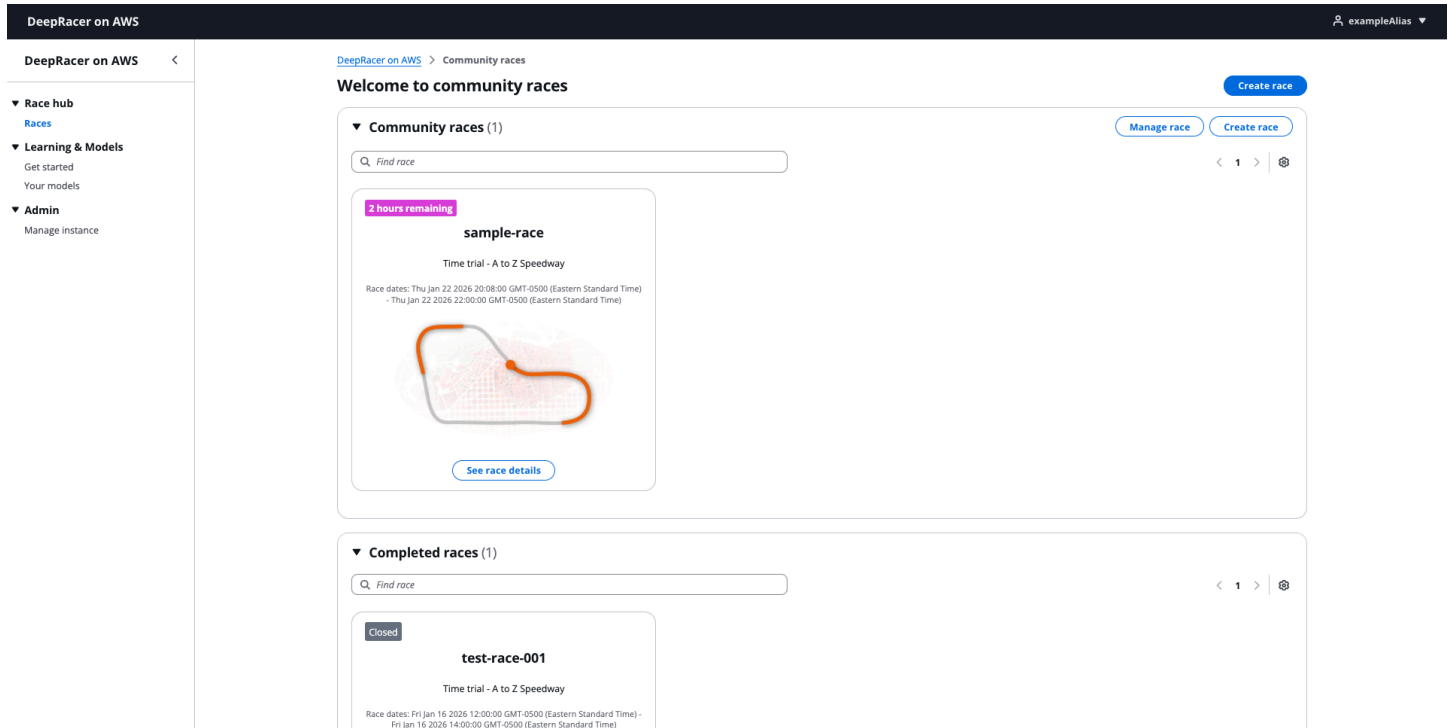 DeepRacer on AWS
exampleAlias
DeepRacer on AWS
Race hub
Races
Learning & Models
Get started
Your models
Admin
Manage instance
DeepRacer on AWS > Community races
Welcome to community races
Create race
Community races (1)
Manage race
Create race
Find race
1
2 hours remaining
sample-race
Time trial - A to Z Speedway
Race dates: Thu Jan 22 2026 20:08:00 GMT-0500 (Eastern Standard Time)
- Thu Jan 22 2026 22:00:00 GMT-0500 (Eastern Standard Time)
See race details
Completed races (1)
Find race
1
Closed
test-race-001
Time trial - A to Z Speedway
Race dates: Fri Jan 16 2026 12:00:00 GMT-0500 (Eastern Standard Time) -
Fri Jan 16 2026 14:00:00 GMT-0500 (Eastern Standard Time)